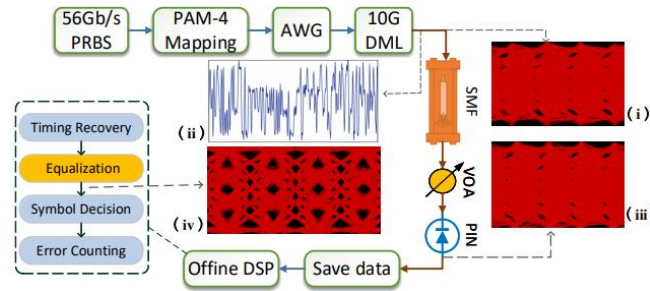 56Gb/s
PRBS
PAM-4
Mapping
AWG
10G
DML
(i)
SMF
(ii)
Timing Recovery
Equalization
Symbol Decision
Error Counting
(iv)
VOA
(iii)
PIN
Offine DSP
Save data